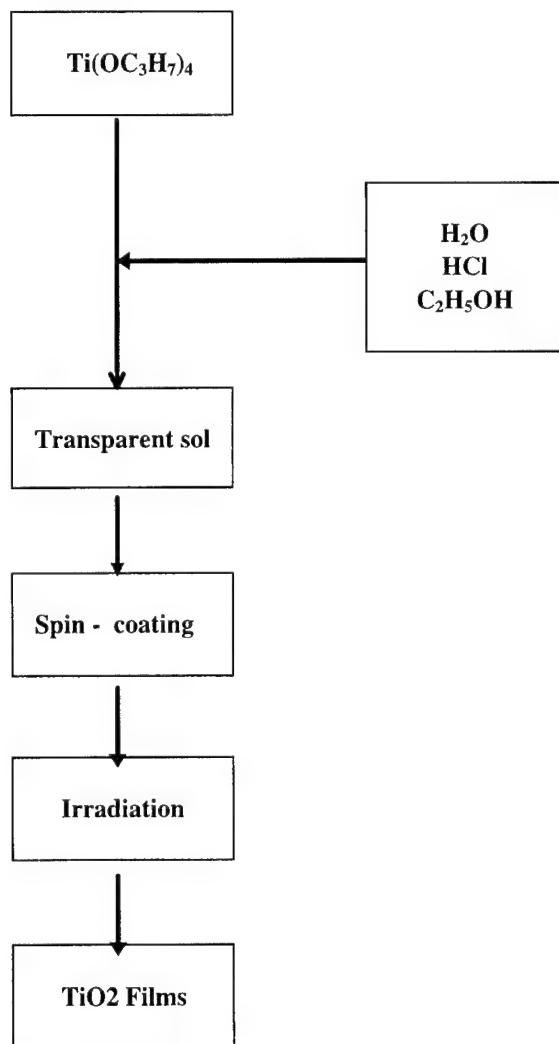 Ti(OC₃H₇)₄
H₂O
HCl
C₂H₅OH
Transparent sol
Spin - coating
Irradiation
TiO2 Films